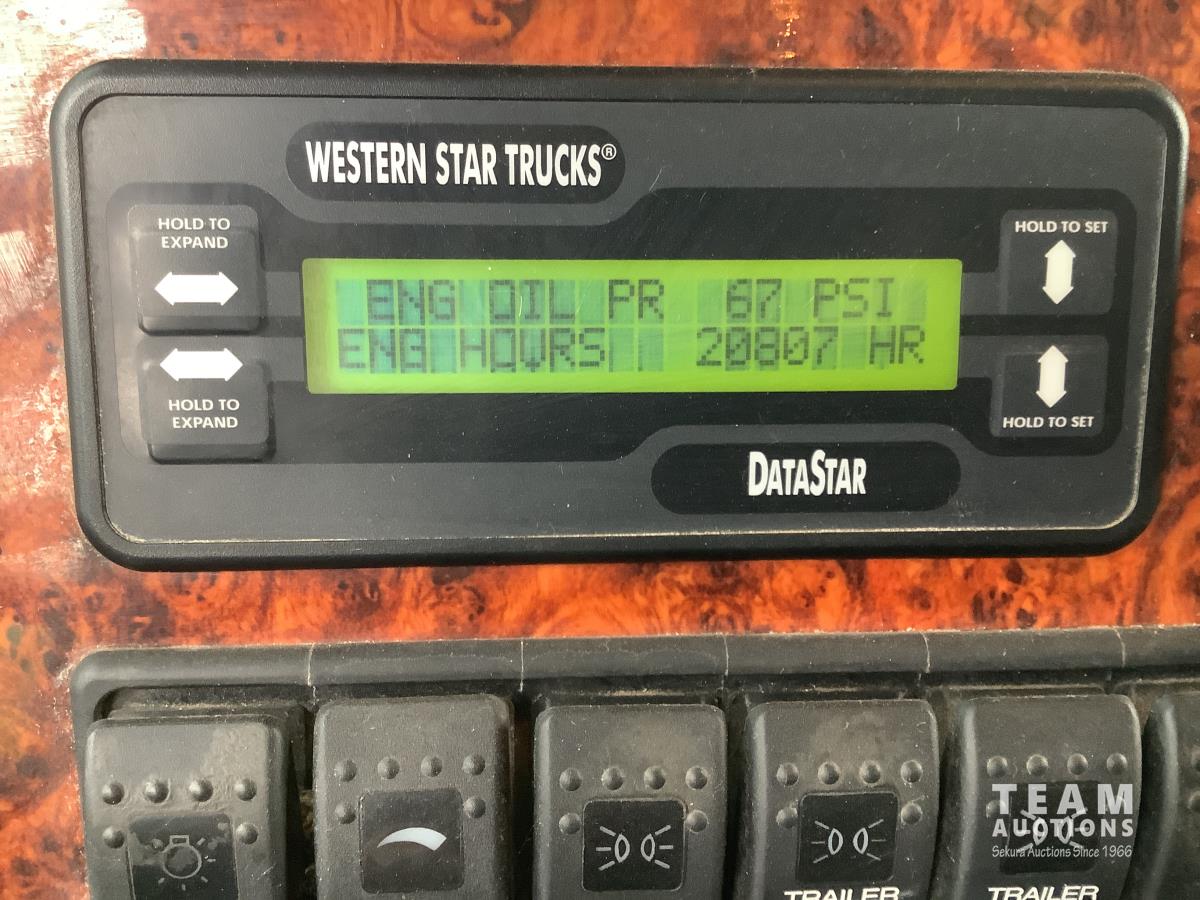 WESTERN STAR TRUCKS®
HOLD TO
EXPAND
HOLD TO SET
ENG OIL PR 67 PSI
ENG HOURS 20807 HR
HOLD TO
EXPAND
HOLD TO SET
DATASTAR
TRAILER
TRAILER
TEAM
AUCTIONS
Sekura Auctions Since 1966